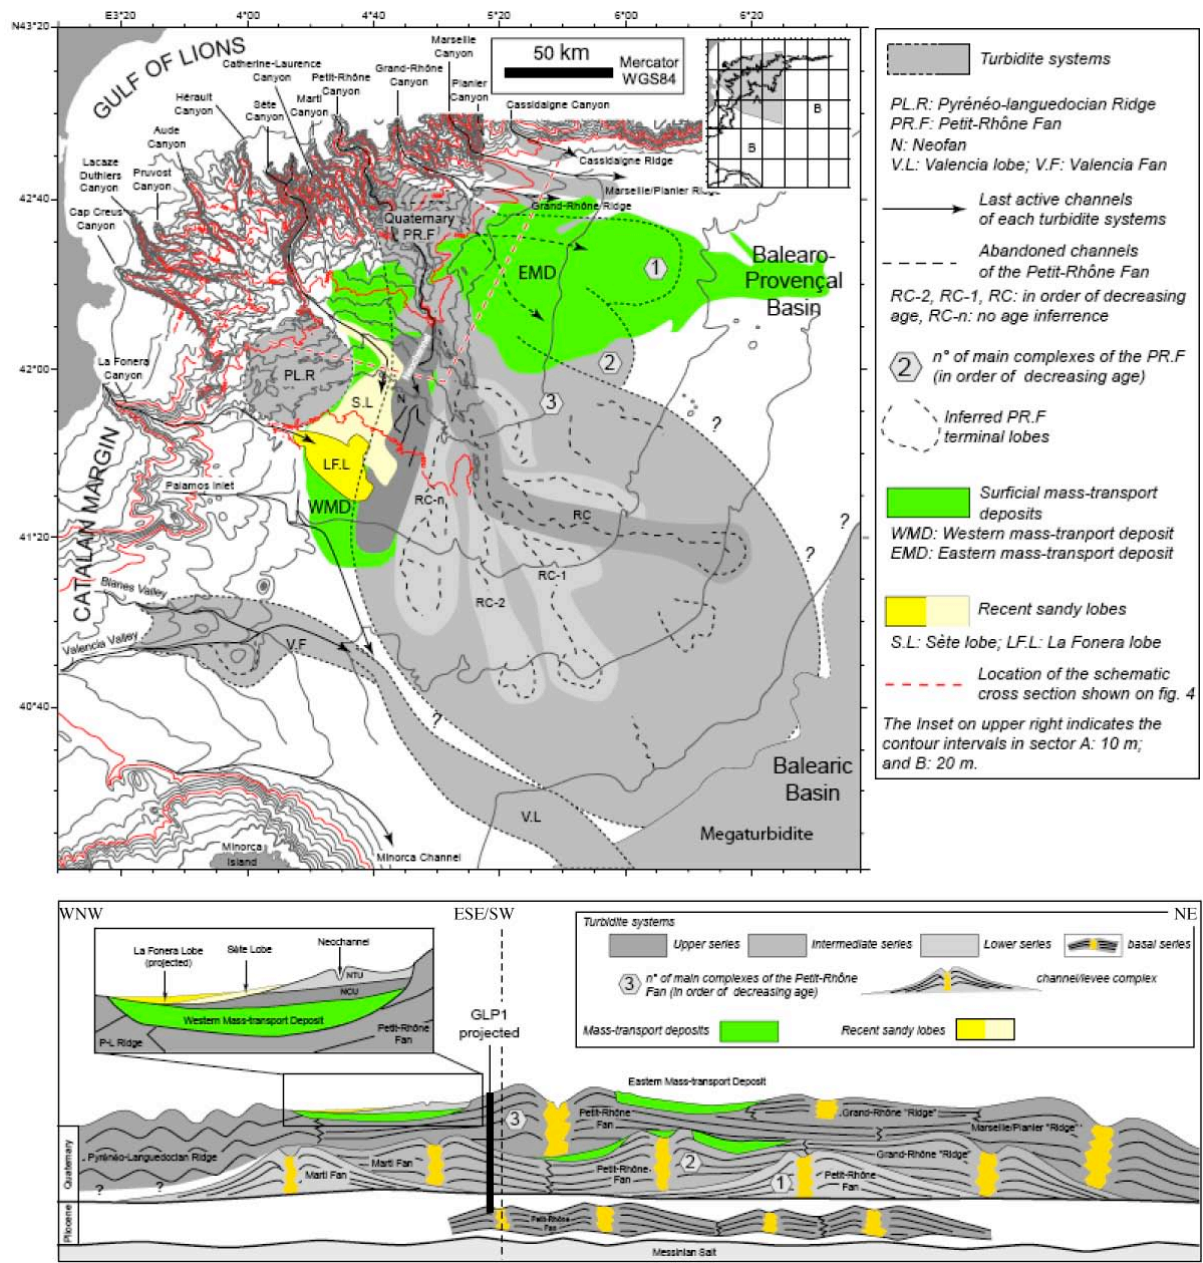 E3°20 4°00 4°40 5°20 6°00 6°20
N43°20
42°40
42°00
41°20
40°40
GULF OF LIONS
Catherine-Laurence
Canyon
Petit-Rhône
Canyon
Grand-Rhône
Canyon
Marseille
Canyon
Planier
Canyon
Cassidaigne Canyon
Hérault
Canyon
Sète
Canyon
Marti
Canyon
Aude
Canyon
Lacaze
Duthiers
Canyon
Pruvost
Canyon
Cap Creus
Canyon
50 km
Mercator
WGS84
A
B
B
Cassidaigne Ridge
Marseille/Planier R
Grand-Rhône Ridge
Quaternary
PR.F
EMD
1
Balearo-
Provençal
Basin
2
3
La Fonera
Canyon
PL.R
S.L
N
LF.L
WMD
RC-n
RC
RC-1
RC-2
Palamos Inlet
CATALAN MARGIN
Blanes Valley
Valencia Valley
V.F
?
?
?
?
V.L
Balearic
Basin
Megaturbidite
Minorca
Island
Minorca Channel
Turbidite systems
PL.R: Pyrénéo-languedocian Ridge
PR.F: Petit-Rhône Fan
N: Neofan
V.L: Valencia lobe; V.F: Valencia Fan
Last active channels
of each turbidite systems
Abandoned channels
of the Petit-Rhône Fan
RC-2, RC-1, RC: in order of decreasing
age, RC-n: no age inferrence
2
n° of main complexes of the PR.F
(in order of decreasing age)
Inferred PR.F
terminal lobes
Surficial mass-transport
deposits
WMD: Western mass-tranport deposit
EMD: Eastern mass-transport deposit
Recent sandy lobes
S.L: Sète lobe; LF.L: La Fonera lobe
Location of the schematic
cross section shown on fig. 4
The Inset on upper right indicates the
contour intervals in sector A: 10 m;
and B: 20 m.
WNW ESE/SW NE
La Fonera Lobe
(projected)
Sète Lobe
Neochannel
NTU
NCU
Western Mass-transport Deposit
P-L Ridge
Petit-Rhône
Fan
GLP1
projected
Turbidite systems
Upper series
Intermediate series
Lower series
basal series
3
n° of main complexes of the Petit-Rhône
Fan (in order of decreasing age)
channel/levee complex
Mass-transport deposits
Recent sandy lobes
Eastern Mass-transport Deposit
3
Petit-Rhône
Fan
Grand-Rhône "Ridge"
Marseille/Planier "Ridge"
Quaternary
Pyrénéo-Languedocian Ridge
Marti Fan
Marti Fan
Petit-Rhône
Fan
2
Grand-Rhône "Ridge"
1
Petit-Rhône
Fan
? ?
Pliocene
Petit-Rhône
Fan
Messinian Salt